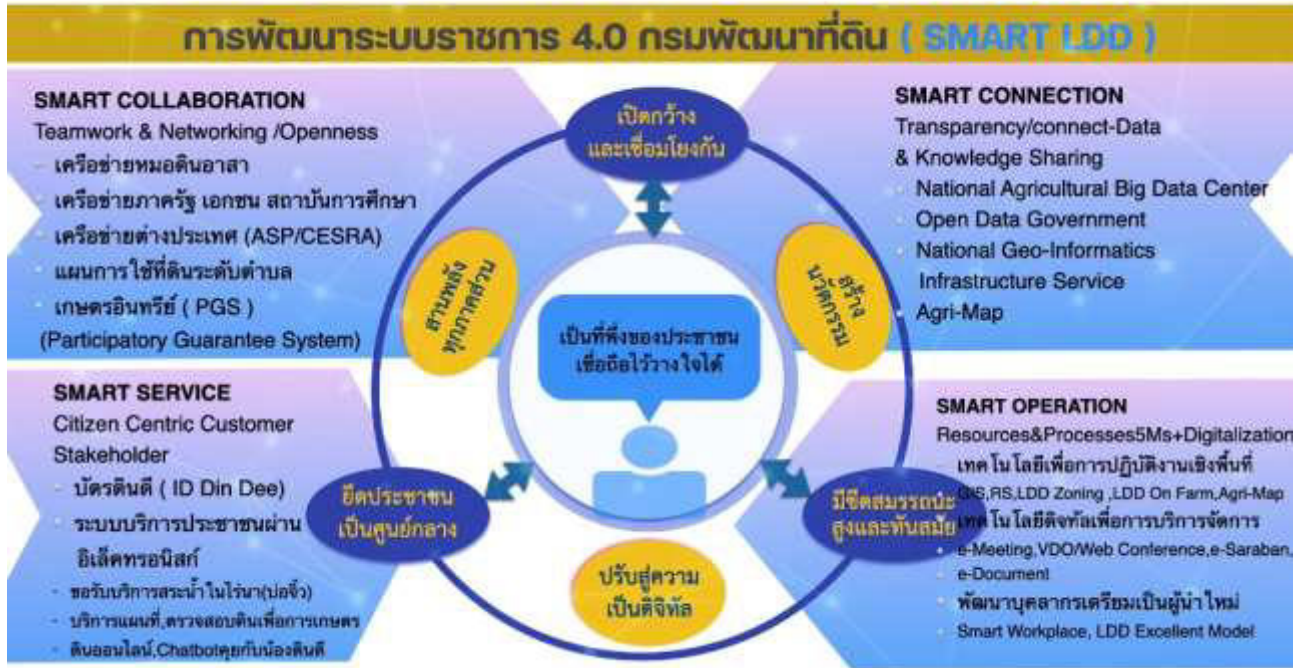 การพัฒนาระบบราชการ 4.0 กรมพัฒนาที่ดิน ( SMART LDD )
SMART COLLABORATION
Teamwork & Networking /Openness
- เครือข่ายหมอดินอาสา
- เครือข่ายภาครัฐ เอกชน สถาบันการศึกษา
- เครือข่ายต่างประเทศ (ASP/CESRA)
- แผนการใช้ที่ดินระดับตำบล
- เกษตรอินทรีย์ ( PGS )
(Participatory Guarantee System)
เปิดกว้าง
และเชื่อมโยงกัน
SMART CONNECTION
Transparency/connect-Data
& Knowledge Sharing
- National Agricultural Big Data Center
- Open Data Government
- National Geo-Informatics
Infrastructure Service
- Agri-Map
สานพลัง
ทุกภาคส่วน
สร้าง
นวัตกรรม
เป็นที่พึ่งของประชาชน
เชื่อถือไว้วางใจได้
SMART SERVICE
Citizen Centric Customer
Stakeholder
- บัตรดินดี ( ID Din Dee)
- ระบบบริการประชาชนผ่าน
อิเล็คทรอนิสก์
- ขอรับบริการสระน้ำในไร่นา(บ่อจิ๋ว)
- บริการแผนที่,ตรวจสอบดินเพื่อการเกษตร
- ดินออนไลน์,Chatbotคุยกับน้องดินดี
ยึดประชาชน
เป็นศูนย์กลาง
ปรับสู่ความ
เป็นดิจิทัล
มีขีดสมรรถนะ
สูงและทันสมัย
SMART OPERATION
Resources&Processes5Ms+Digitalization
- เทคโนโลยีเพื่อการปฏิบัติงานเชิงพื้นที่
GIS,RS,LDD Zoning ,LDD On Farm,Agri-Map
- เทคโนโลยีดิจทัลเพื่อการบริการจัดการ
e-Meeting,VDO/Web Conference,e-Saraban,
e-Document
- พัฒนาบุคลากรเตรียมเป็นผู้นำใหม่
- Smart Workplace, LDD Excellent Model